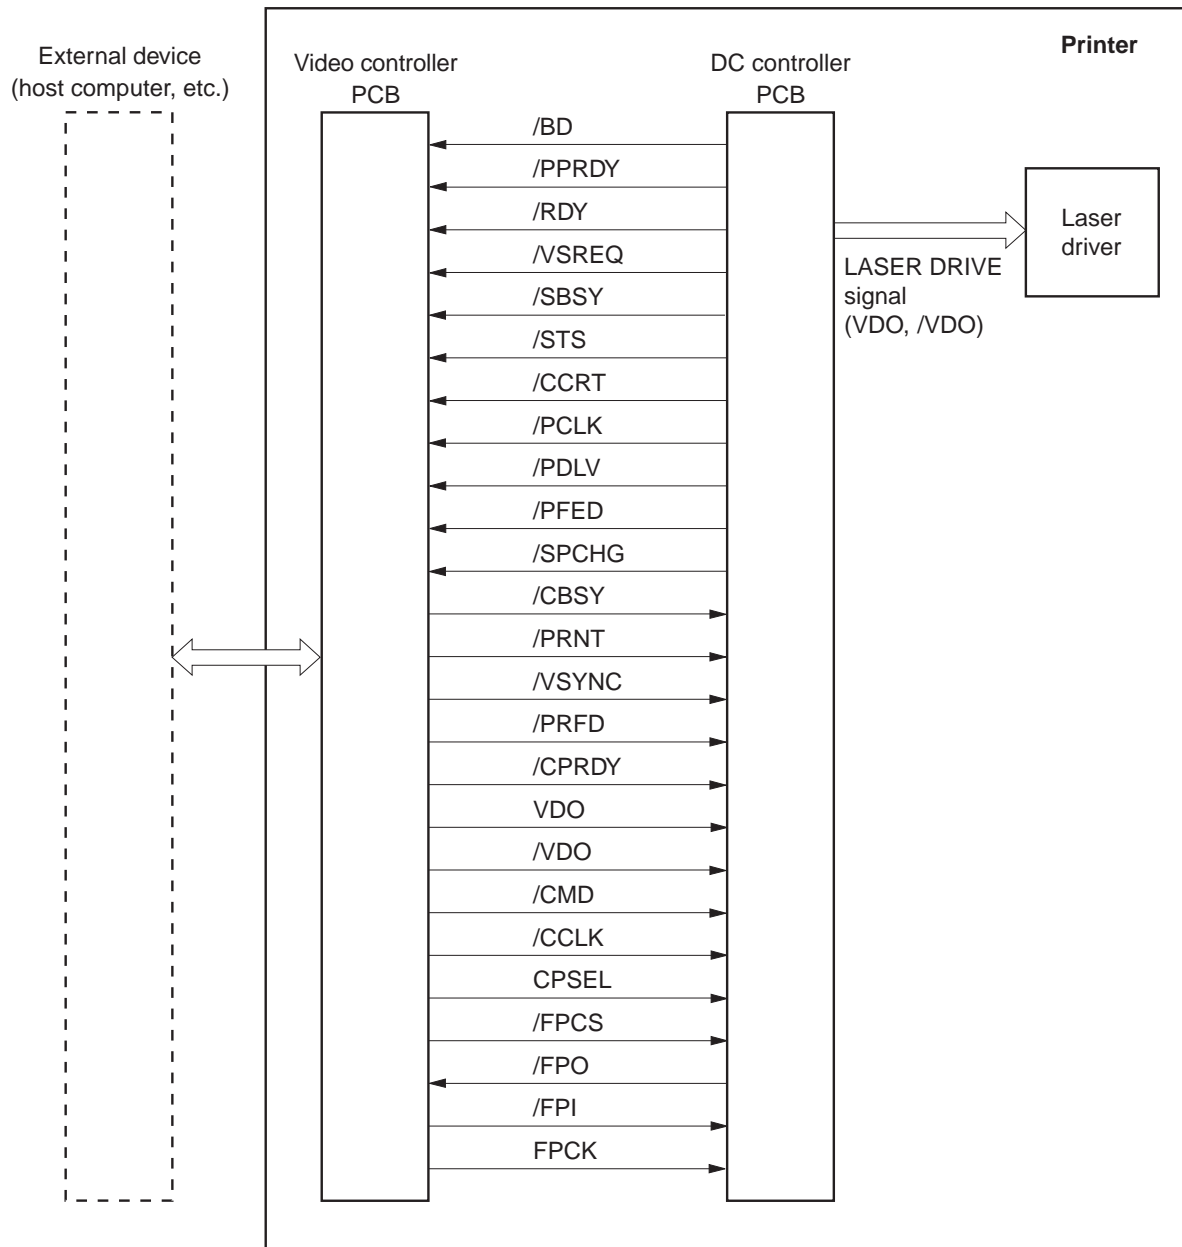 Printer
External device
(host computer, etc.)
Video controller
PCB
DC controller
PCB
/BD
/PPRDY
/RDY
/VSREQ
/SBSY
/STS
/CCRT
/PCLK
/PDLV
/PFED
/SPCHG
/CBSY
/PRNT
/VSYNC
/PRFD
/CPRDY
VDO
/VDO
/CMD
/CCLK
CPSEL
/FPCS
/FPO
/FPI
FPCK
Laser
driver
LASER DRIVE
signal
(VDO, /VDO)